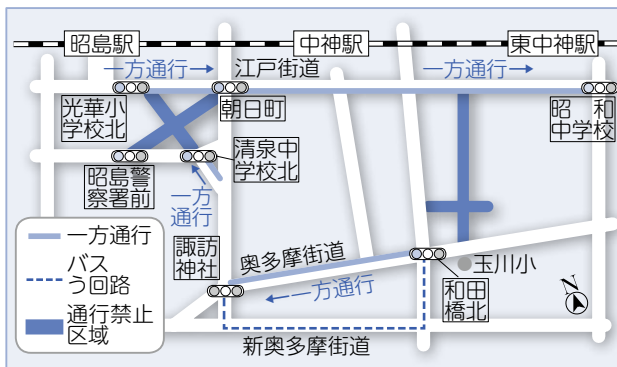 昭島駅
中神駅
東中神駅
一方通行→
江戸街道
一方通行→
光華小
学校北
朝日町
昭 和
中学校
清泉中
学校北
昭島警
察署前
←一方
通行
一方通行
バス
う回路
通行禁止
区域
諏訪
神社
奥多摩街道
←一方通行
玉川小
和田
橋北
新奥多摩街道
N